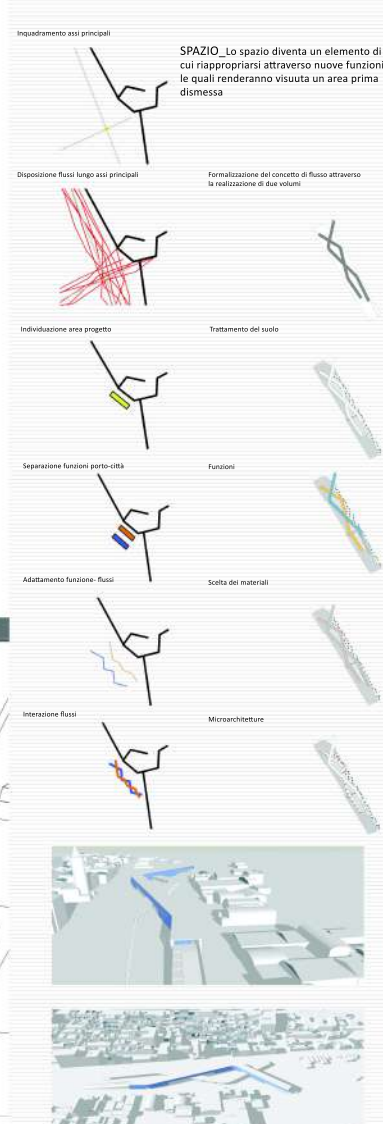 Inquadramento assi principali
SPAZIO_Lo spazio diventa un elemento di
cui riappropriarsi attraverso nuove funzioni
le quali renderanno visuuta un area prima
dismessa
Disposizione flussi lungo assi principali
Formalizzazione del concetto di flusso attraverso
la realizzazione di due volumi
Individuazione area progetto
Trattamento del suolo
Separazione funzioni porto-città
Funzioni
Adattamento funzione- flussi
Scelta dei materiali
Interazione flussi
Microarchitetture